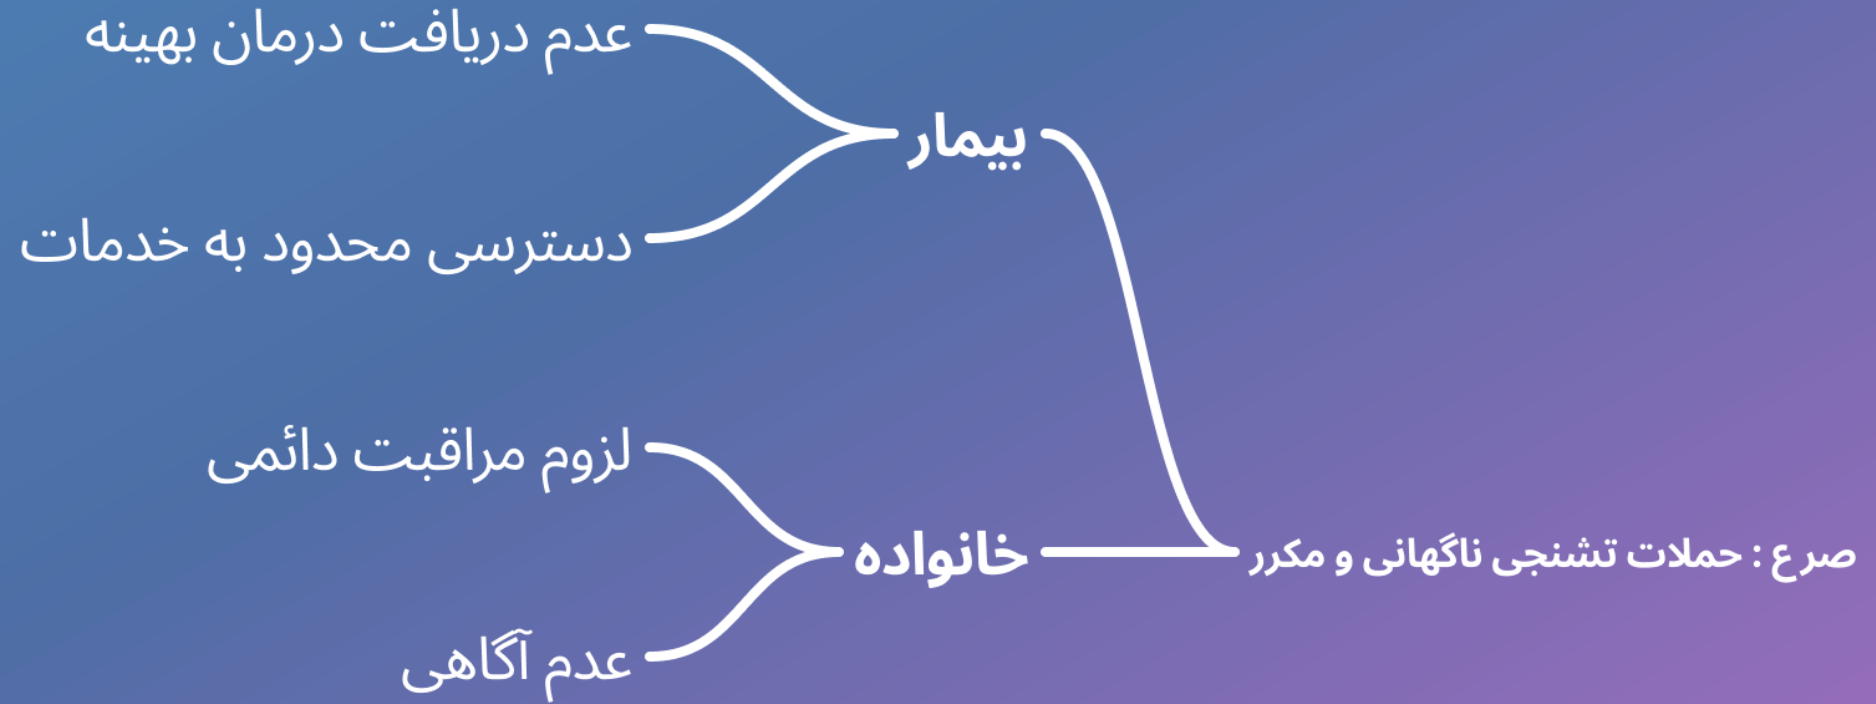 صرع : حملات تشنجی ناگهانی و مکرر
بیمار
عدم دریافت درمان بهینه
دسترسی محدود به خدمات
خانواده
لزوم مراقبت دائمی
عدم آگاهی